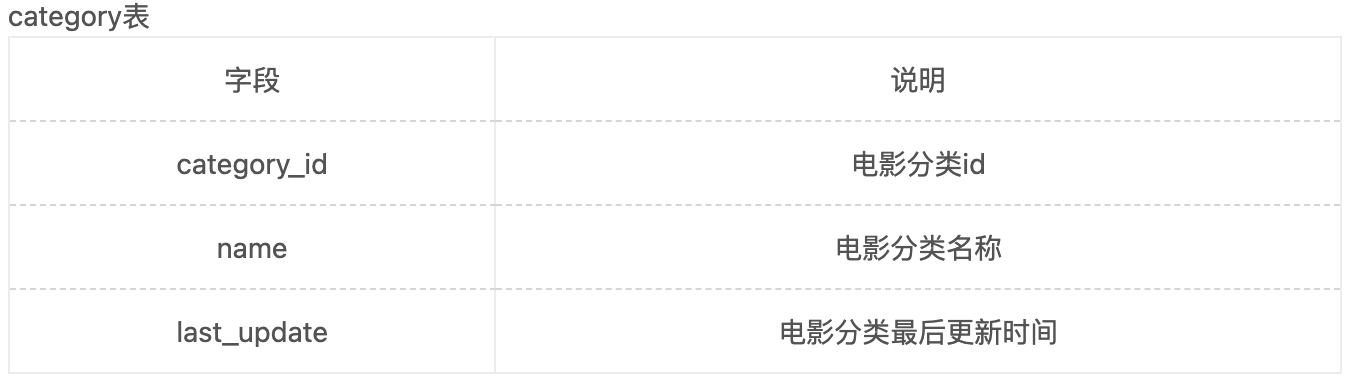 category表
字段 说明
category_id 电影分类id
name 电影分类名称
last_update 电影分类最后更新时间